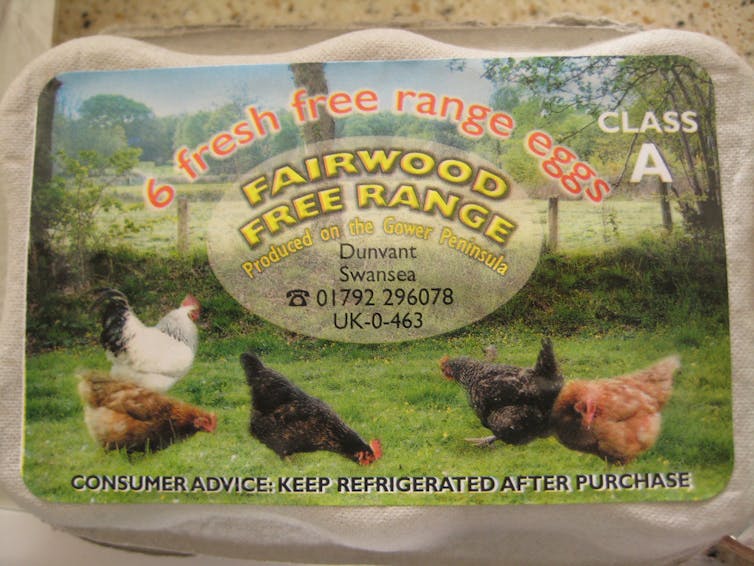 6 fresh free range eggs
CLASS
A
FAIRWOOD
FREE RANGE
Produced on the Gower Peninsula
Dunvant
Swansea
☎ 01792 296078
UK-0-463
CONSUMER ADVICE: KEEP REFRIGERATED AFTER PURCHASE